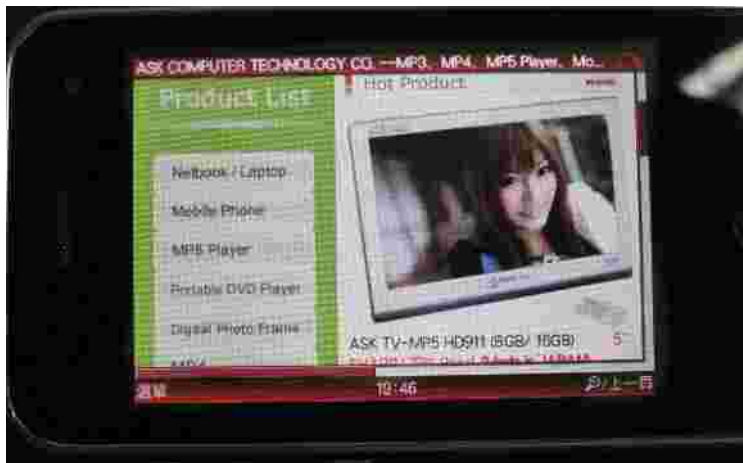 ASK COMPUTER TECHNOLOGY CO. --MP3, MP4, MP5 Player, Mo...
Product List
Netbook / Laptop
Mobile Phone
MP5 Player
Portable DVD Player
Digital Photo Frame
MP4
Hot Product
ASK TV-MP5 HD911 (8GB/ 16GB)
5
選單
19:46
/上一頁